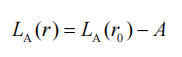 L_A(r) = L_A(r_0) − A